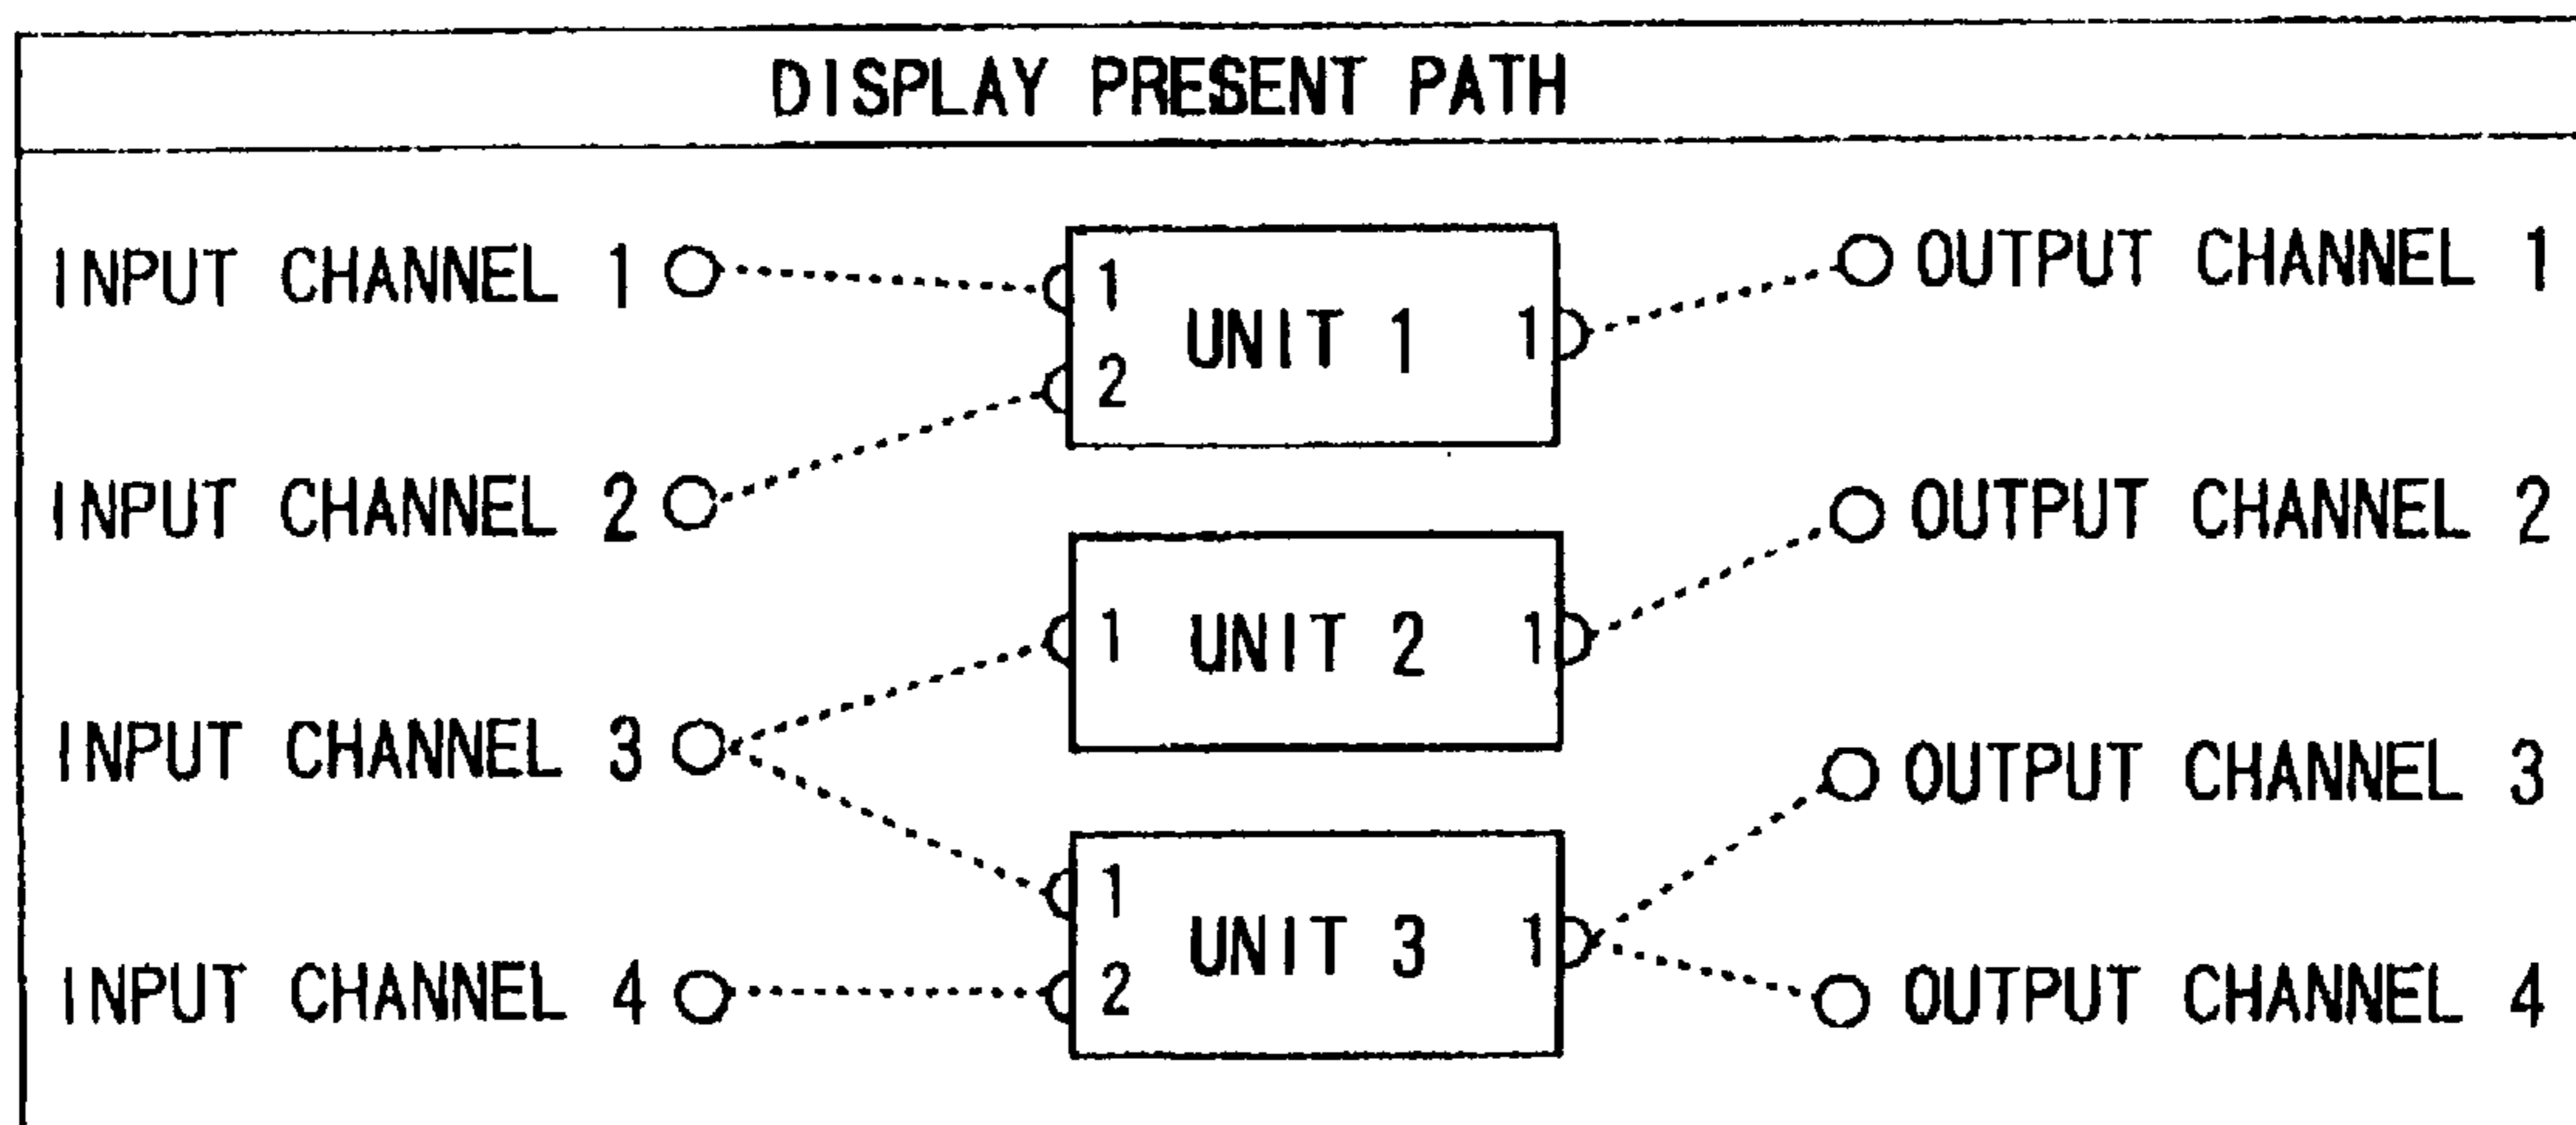 DISPLAY PRESENT PATH
INPUT CHANNEL 1
1
2
UNIT 1
1
OUTPUT CHANNEL 1
INPUT CHANNEL 2
OUTPUT CHANNEL 2
1
UNIT 2
1
INPUT CHANNEL 3
OUTPUT CHANNEL 3
1
2
UNIT 3
1
INPUT CHANNEL 4
OUTPUT CHANNEL 4